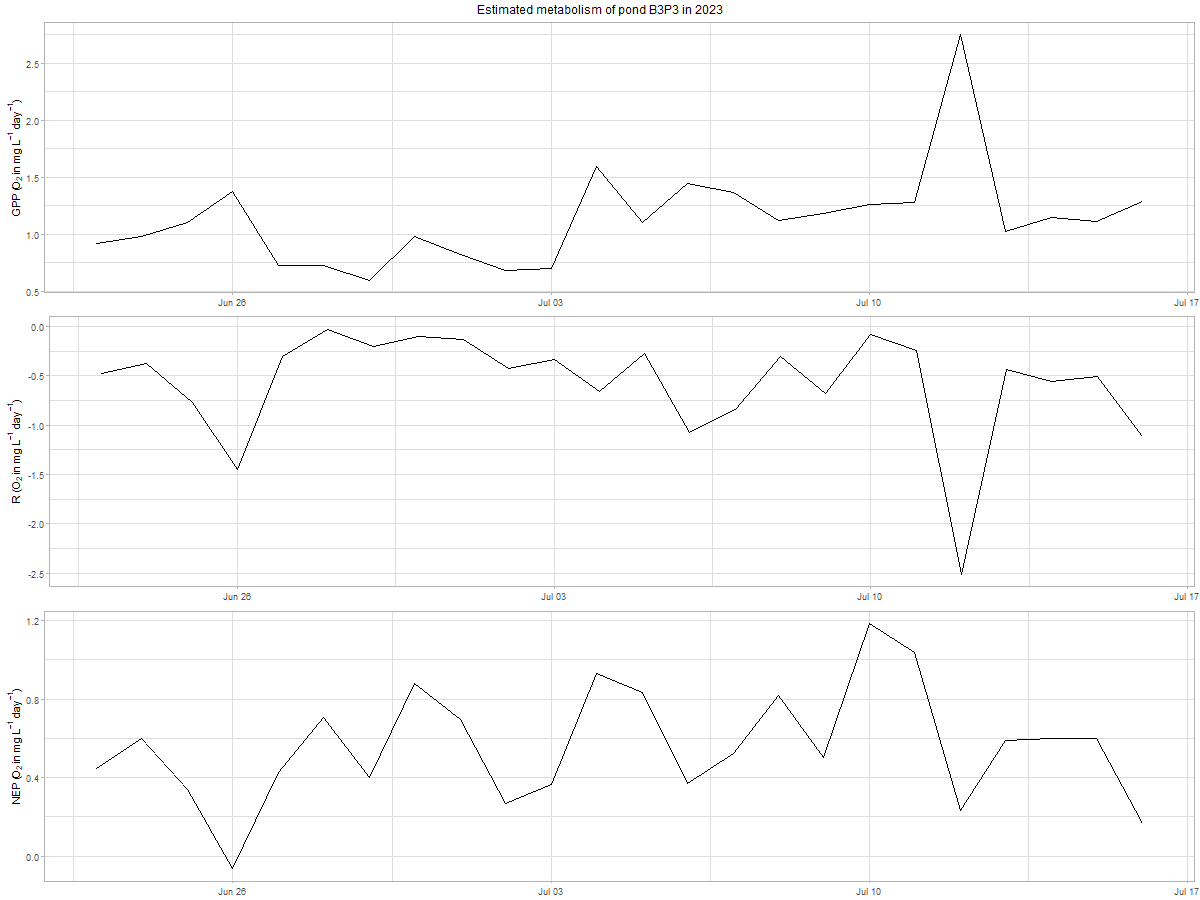 Estimated metabolism of pond B3P3 in 2023
GPP (O₂ in mg L⁻¹ day⁻¹)
2.5
2.0
1.5
1.0
0.5
Jun 26 Jul 03 Jul 10 Jul 17
R (O₂ in mg L⁻¹ day⁻¹)
0.0
-0.5
-1.0
-1.5
-2.0
-2.5
Jun 26 Jul 03 Jul 10 Jul 17
NEP (O₂ in mg L⁻¹ day⁻¹)
1.2
0.8
0.4
0.0
Jun 26 Jul 03 Jul 10 Jul 17